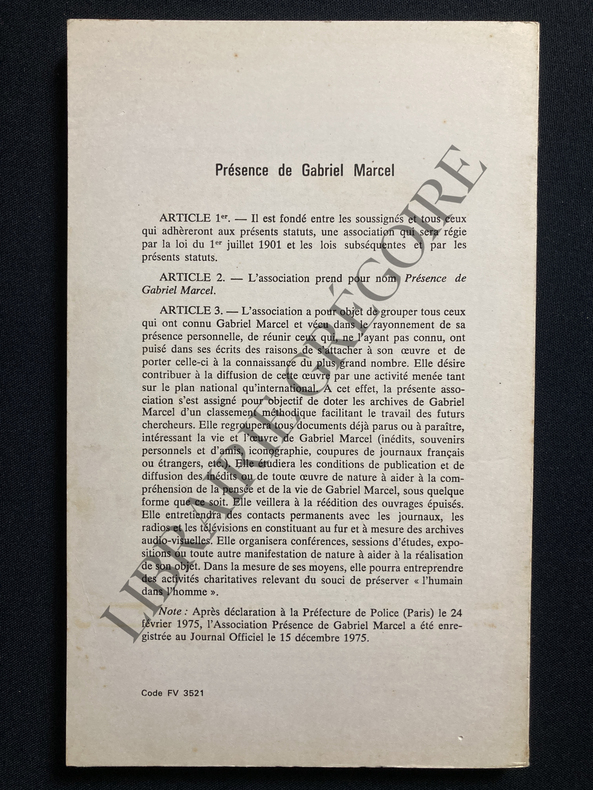 Présence de Gabriel Marcel
ARTICLE 1er. — Il est fondé entre les soussignés et tous ceux
qui adhèreront aux présents statuts, une association qui sera régie
par la loi du 1er juillet 1901 et les lois subséquentes et par les
présents statuts.
ARTICLE 2. — L'association prend pour nom Présence de
Gabriel Marcel.
ARTICLE 3. — L'association a pour objet de grouper tous ceux
qui ont connu Gabriel Marcel et vécu dans le rayonnement de sa
présence personnelle, de réunir ceux qui, ne l'ayant pas connu, ont
puisé dans ses écrits des raisons de s'attacher à son œuvre et de
porter celle-ci à la connaissance du plus grand nombre. Elle désire
contribuer à la diffusion de cette œuvre par une activité menée tant
sur le plan national qu'international. A cet effet, la présente asso-
ciation s'est assigné pour objectif de doter les archives de Gabriel
Marcel d'un classement méthodique facilitant le travail des futurs
chercheurs. Elle regroupera tous documents déjà parus ou à paraître,
intéressant la vie et l'œuvre de Gabriel Marcel (inédits, souvenirs
personnels et d'amis, iconographie, coupures de journaux français
ou étrangers, etc.). Elle étudiera les conditions de publication et de
diffusion des inédits ou de toute œuvre de nature à aider à la com-
préhension de la pensée et de la vie de Gabriel Marcel, sous quelque
forme que ce soit. Elle veillera à la réédition des ouvrages épuisés.
Elle entretiendra des contacts permanents avec les journaux, les
radios et les télévisions en constituant au fur et à mesure des archives
audio-visuelles. Elle organisera conférences, sessions d'études, expo-
sitions ou toute autre manifestation de nature à aider à la réalisation
de son objet. Dans la mesure de ses moyens, elle pourra entreprendre
des activités charitatives relevant du souci de préserver « l'humain
dans l'homme ».
Note : Après déclaration à la Préfecture de Police (Paris) le 24
février 1975, l'Association Présence de Gabriel Marcel a été enre-
gistrée au Journal Officiel le 15 décembre 1975.
Code FV 3521
LIBRAIRIE GRÉGOIRE